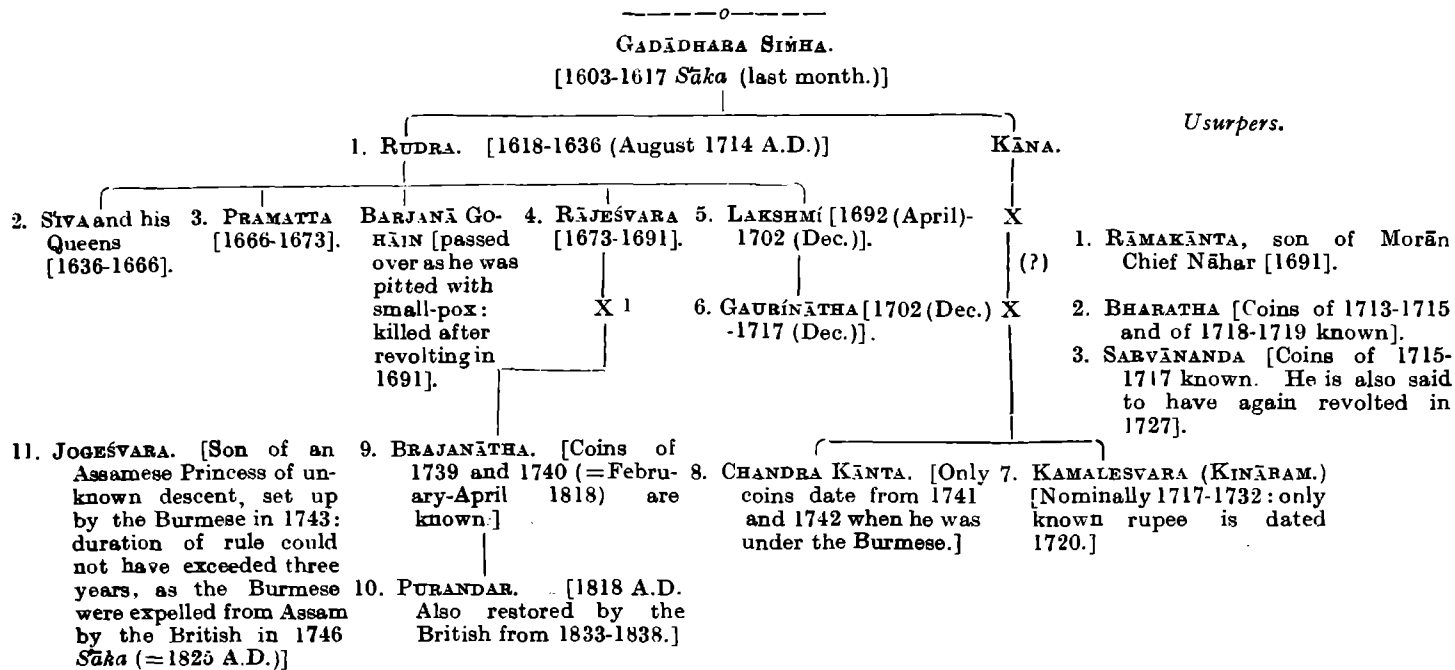 —————o—————
GADĀDHARA SIṀHA.
[1603-1617 Śāka (last month.)]
Usurpers.
1. RUDRA. [1618-1636 (August 1714 A.D.)]
KĀNA.
2. ŚIVA and his
Queens
[1636-1666].
3. PRAMATTA
[1666-1673].
BARJANĀ GO-
HĀIN [passed
over as he was
pitted with
small-pox:
killed after
revolting in
1691].
4. RĀJEŚVARA
[1673-1691].
X 1
5. LAKSHMÍ [1692 (April)-
1702 (Dec.)].
6. GAURÍNĀTHA [1702 (Dec.)
-1717 (Dec.)].
X
(?)
X
1. RĀMAKĀNTA, son of Morān
Chief Nāhar [1691].
2. BHARATHA [Coins of 1713-1715
and of 1718-1719 known].
3. SARVĀNANDA [Coins of 1715-
1717 known. He is also said
to have again revolted in
1727].
11. JOGEŚVARA. [Son of an
Assamese Princess of un-
known descent, set up
by the Burmese in 1743:
duration of rule could
not have exceeded three
years, as the Burmese
were expelled from Assam
by the British in 1746
Śāka (=1825 A.D.)]
9. BRAJANĀTHA. [Coins of
1739 and 1740 (=Febru-
ary-April 1818) are
known.]
10. PURANDAR. [1818 A.D.
Also restored by the
British from 1833-1838.]
8. CHANDRA KĀNTA. [Only
coins date from 1741
and 1742 when he was
under the Burmese.]
7. KAMALESVARA (KINĀRAM.)
[Nominally 1717-1732: only
known rupee is dated
1720.]